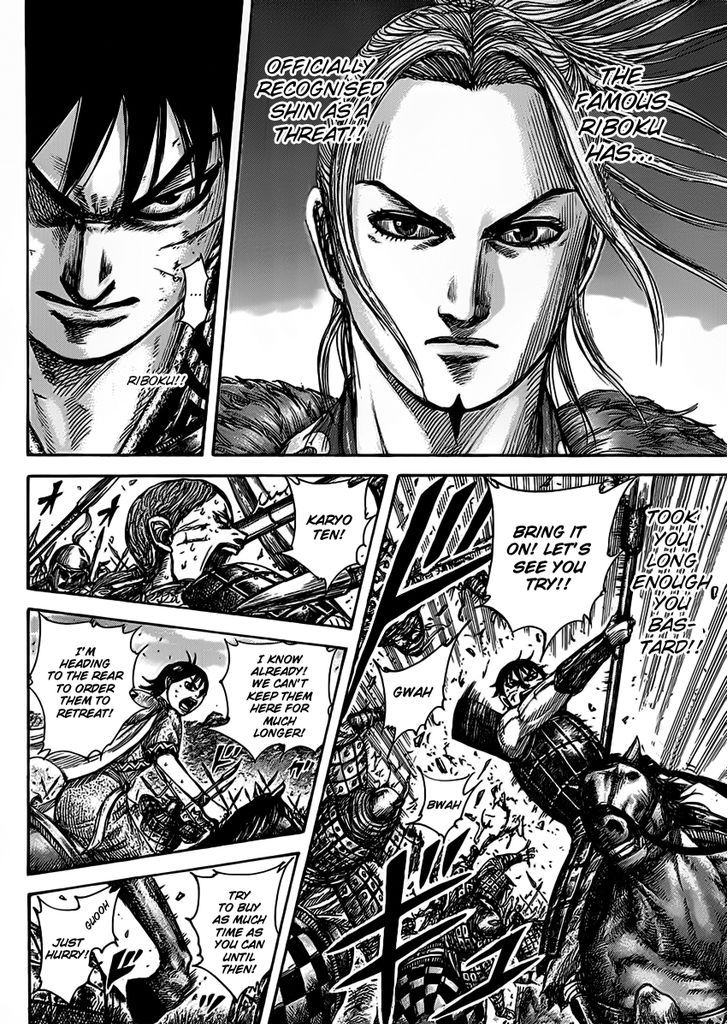 THE
FAMOUS
RIBOKU
HAS...
OFFICIALLY
RECOGNISED
SHIN AS A
THREAT!!
......
RIBOKU!!
TOOK
YOU
LONG
ENOUGH,
YOU
BAS-
TARD!!
BRING IT
ON! LET'S
SEE YOU
TRY!!
GWAH
BWAH
ギュ
KARYO
TEN!
I KNOW
ALREADY!
WE CAN'T
KEEP THEM
HERE FOR
MUCH
LONGER!
I'M
HEADING
TO THE REAR
TO ORDER
THEM TO
RETREAT!
TRY
TO BUY
AS MUCH
TIME AS
YOU CAN
UNTIL
THEN!
GUOOH
JUST
HURRY!